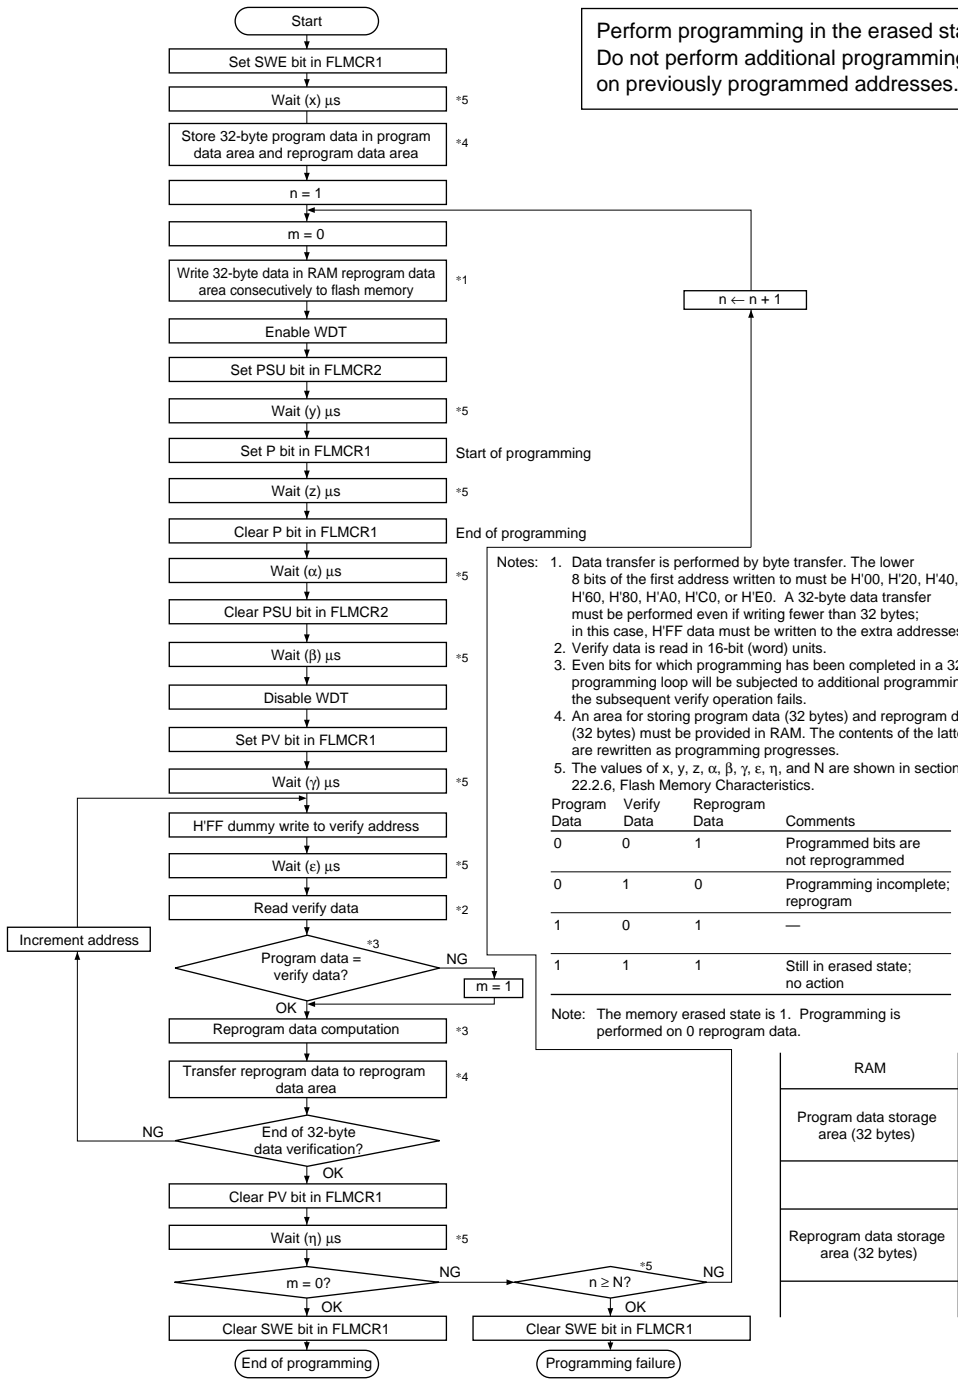 Start
Perform programming in the erased sta
Do not perform additional programming
on previously programmed addresses.
Set SWE bit in FLMCR1
Wait (x) μs
*5
Store 32-byte program data in program
data area and reprogram data area
*4
n = 1
m = 0
Write 32-byte data in RAM reprogram data
area consecutively to flash memory
*1
n ← n + 1
Enable WDT
Set PSU bit in FLMCR2
Wait (y) μs
*5
Set P bit in FLMCR1
Start of programming
Wait (z) μs
*5
Clear P bit in FLMCR1
End of programming
Wait (α) μs
*5
Clear PSU bit in FLMCR2
Wait (β) μs
*5
Disable WDT
Set PV bit in FLMCR1
Wait (γ) μs
*5
H'FF dummy write to verify address
Wait (ε) μs
*5
Read verify data
*2
Increment address
*3
Program data =
verify data?
NG
m = 1
OK
Reprogram data computation
*3
Transfer reprogram data to reprogram
data area
*4
NG
End of 32-byte
data verification?
OK
Clear PV bit in FLMCR1
Wait (η) μs
*5
m = 0?
NG
*5
n ≥ N?
NG
OK
OK
Clear SWE bit in FLMCR1
Clear SWE bit in FLMCR1
End of programming
Programming failure
Notes: 1. Data transfer is performed by byte transfer. The lower
8 bits of the first address written to must be H'00, H'20, H'40,
H'60, H'80, H'A0, H'C0, or H'E0. A 32-byte data transfer
must be performed even if writing fewer than 32 bytes;
in this case, H'FF data must be written to the extra addresses
2. Verify data is read in 16-bit (word) units.
3. Even bits for which programming has been completed in a 32
programming loop will be subjected to additional programmin
the subsequent verify operation fails.
4. An area for storing program data (32 bytes) and reprogram d
(32 bytes) must be provided in RAM. The contents of the latte
are rewritten as programming progresses.
5. The values of x, y, z, α, β, γ, ε, η, and N are shown in section
22.2.6, Flash Memory Characteristics.
Program Verify Reprogram
Data Data Data Comments
0 0 1 Programmed bits are
not reprogrammed
0 1 0 Programming incomplete;
reprogram
1 0 1 —
1 1 1 Still in erased state;
no action
Note: The memory erased state is 1. Programming is
performed on 0 reprogram data.
RAM
Program data storage
area (32 bytes)
Reprogram data storage
area (32 bytes)